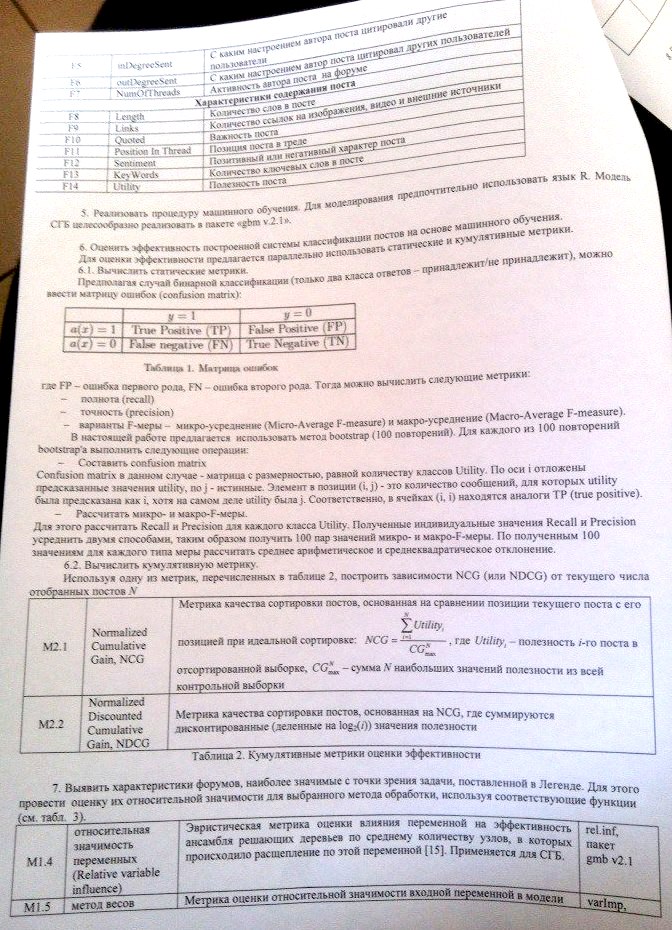 F5 inDegreeSent С каким настроением автора поста цитировали другие
пользователи
F6 outDegreeSent С каким настроением автор поста цитировал других пользователей
F7 NumOfThreads Активность автора поста на форуме
Характеристики содержания поста
F8 Length Количество слов в посте
F9 Links Количество ссылок на изображения, видео и внешние источники
F10 Quoted Важность поста
F11 Position In Thread Позиция поста в треде
F12 Sentiment Позитивный или негативный характер поста
F13 KeyWords Количество ключевых слов в посте
F14 Utility Полезность поста
5. Реализовать процедуру машинного обучения. Для моделирования предпочтительно использовать язык R. Модель
СГБ целесообразно реализовать в пакете «gbm v.2.1».
6. Оценить эффективность построенной системы классификации постов на основе машинного обучения.
Для оценки эффективности предлагается параллельно использовать статические и кумулятивные метрики.
6.1. Вычислить статические метрики.
Предполагая случай бинарной классификации (только два класса ответов – принадлежит/не принадлежит), можно
ввести матрицу ошибок (confusion matrix):
y = 1 y = 0
a(x) = 1 True Positive (TP) False Positive (FP)
a(x) = 0 False negative (FN) True Negative (TN)
Таблица 1. Матрица ошибок
где FP – ошибка первого рода, FN – ошибка второго рода. Тогда можно вычислить следующие метрики:
– полнота (recall)
– точность (precision)
– варианты F-меры – микро-усреднение (Micro-Average F-measure) и макро-усреднение (Macro-Average F-measure).
В настоящей работе предлагается использовать метод bootstrap (100 повторений). Для каждого из 100 повторений
bootstrap'а выполнить следующие операции:
– Составить confusion matrix
Confusion matrix в данном случае - матрица с размерностью, равной количеству классов Utility. По оси i отложены
предсказанные значения utility, по j - истинные. Элемент в позиции (i, j) - это количество сообщений, для которых utility
была предсказана как i, хотя на самом деле utility была j. Соответственно, в ячейках (i, i) находятся аналоги TP (true positive).
– Рассчитать микро- и макро-F-меры.
Для этого рассчитать Recall и Precision для каждого класса Utility. Полученные индивидуальные значения Recall и Precision
усреднить двумя способами, таким образом получить 100 пар значений микро- и макро-F-меры. По полученным 100
значениям для каждого типа меры рассчитать среднее арифметическое и среднеквадратическое отклонение.
6.2. Вычислить кумулятивную метрику.
Используя одну из метрик, перечисленных в таблице 2, построить зависимости NCG (или NDCG) от текущего числа
отобранных постов N
M2.1 Normalized Cumulative Gain, NCG
Метрика качества сортировки постов, основанная на сравнении позиции текущего поста с его
позицией при идеальной сортировке: NCG = ∑_{i=1}^{N} Utility_i / CG_max^N , где Utility_i – полезность i-го поста в
отсортированной выборке, CG_max^N – сумма N наибольших значений полезности из всей
контрольной выборки
M2.2 Normalized Discounted Cumulative Gain, NDCG
Метрика качества сортировки постов, основанная на NCG, где суммируются
дисконтированные (деленные на log₂(i)) значения полезности
Таблица 2. Кумулятивные метрики оценки эффективности
7. Выявить характеристики форумов, наиболее значимые с точки зрения задачи, поставленной в Легенде. Для этого
провести оценку их относительной значимости для выбранного метода обработки, используя соответствующие функции
(см. табл. 3).
M1.4 относительная значимость переменных (Relative variable influence)
Эвристическая метрика оценки влияния переменной на эффективность
ансамбля решающих деревьев по среднему количеству узлов, в которых
происходило расщепление по этой переменной [15]. Применяется для СГБ.
rel.inf,
пакет
gmb v2.1
M1.5 метод весов Метрика оценки относительной значимости входной переменной в модели varImp,